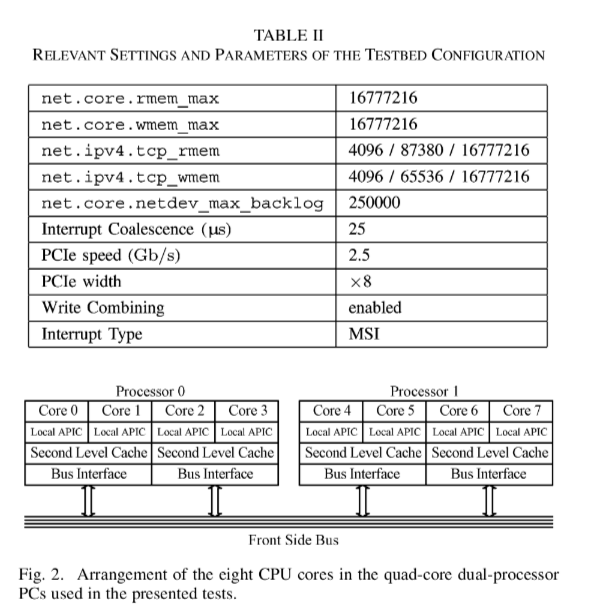 TABLE II
RELEVANT SETTINGS AND PARAMETERS OF THE TESTBED CONFIGURATION
net.core.rmem_max 16777216
net.core.wmem_max 16777216
net.ipv4.tcp_rmem 4096 / 87380 / 16777216
net.ipv4.tcp_wmem 4096 / 65536 / 16777216
net.core.netdev_max_backlog 250000
Interrupt Coalescence (μs) 25
PCIe speed (Gb/s) 2.5
PCIe width ×8
Write Combining enabled
Interrupt Type MSI
Processor 0 Processor 1
Core 0 Core 1 Core 2 Core 3 Core 4 Core 5 Core 6 Core 7
Local APIC Local APIC Local APIC Local APIC Local APIC Local APIC Local APIC Local APIC
Second Level Cache Second Level Cache Second Level Cache Second Level Cache
Bus Interface Bus Interface Bus Interface Bus Interface
Front Side Bus
Fig. 2. Arrangement of the eight CPU cores in the quad-core dual-processor
PCs used in the presented tests.